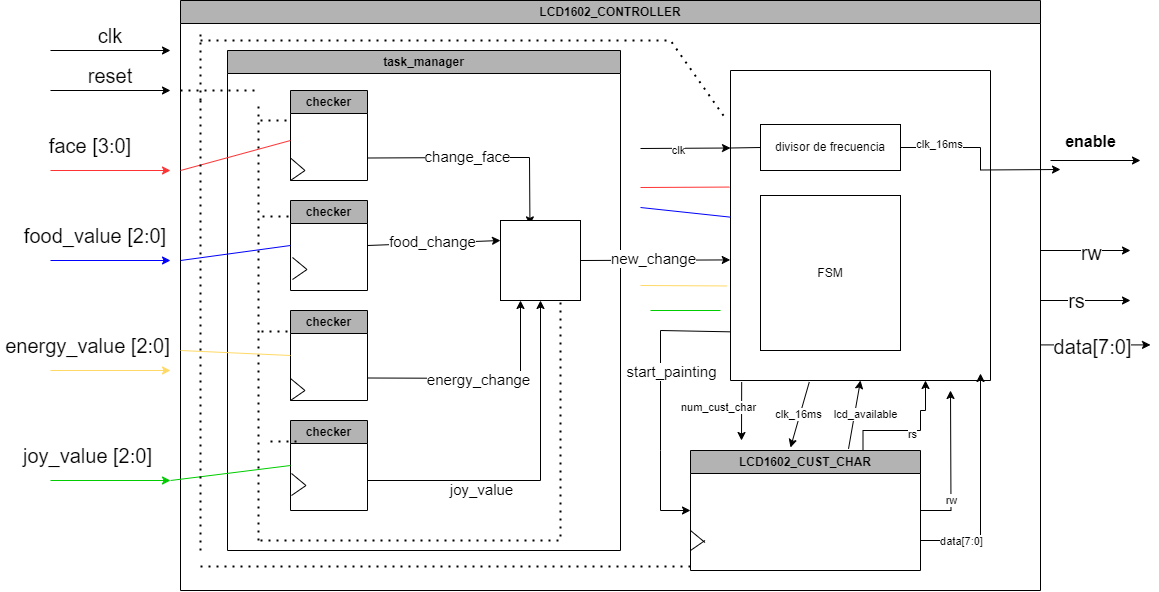 LCD1602_CONTROLLER
clk
reset
face [3:0]
food_value [2:0]
energy_value [2:0]
joy_value [2:0]
task_manager
checker
change_face
checker
food_change
checker
energy_change
checker
joy_value
new_change
clk
divisor de frecuencia
clk_16ms
FSM
start_painting
num_cust_char
clk_16ms
lcd_available
rs
LCD1602_CUST_CHAR
rw
data[7:0]
enable
rw
rs
data[7:0]